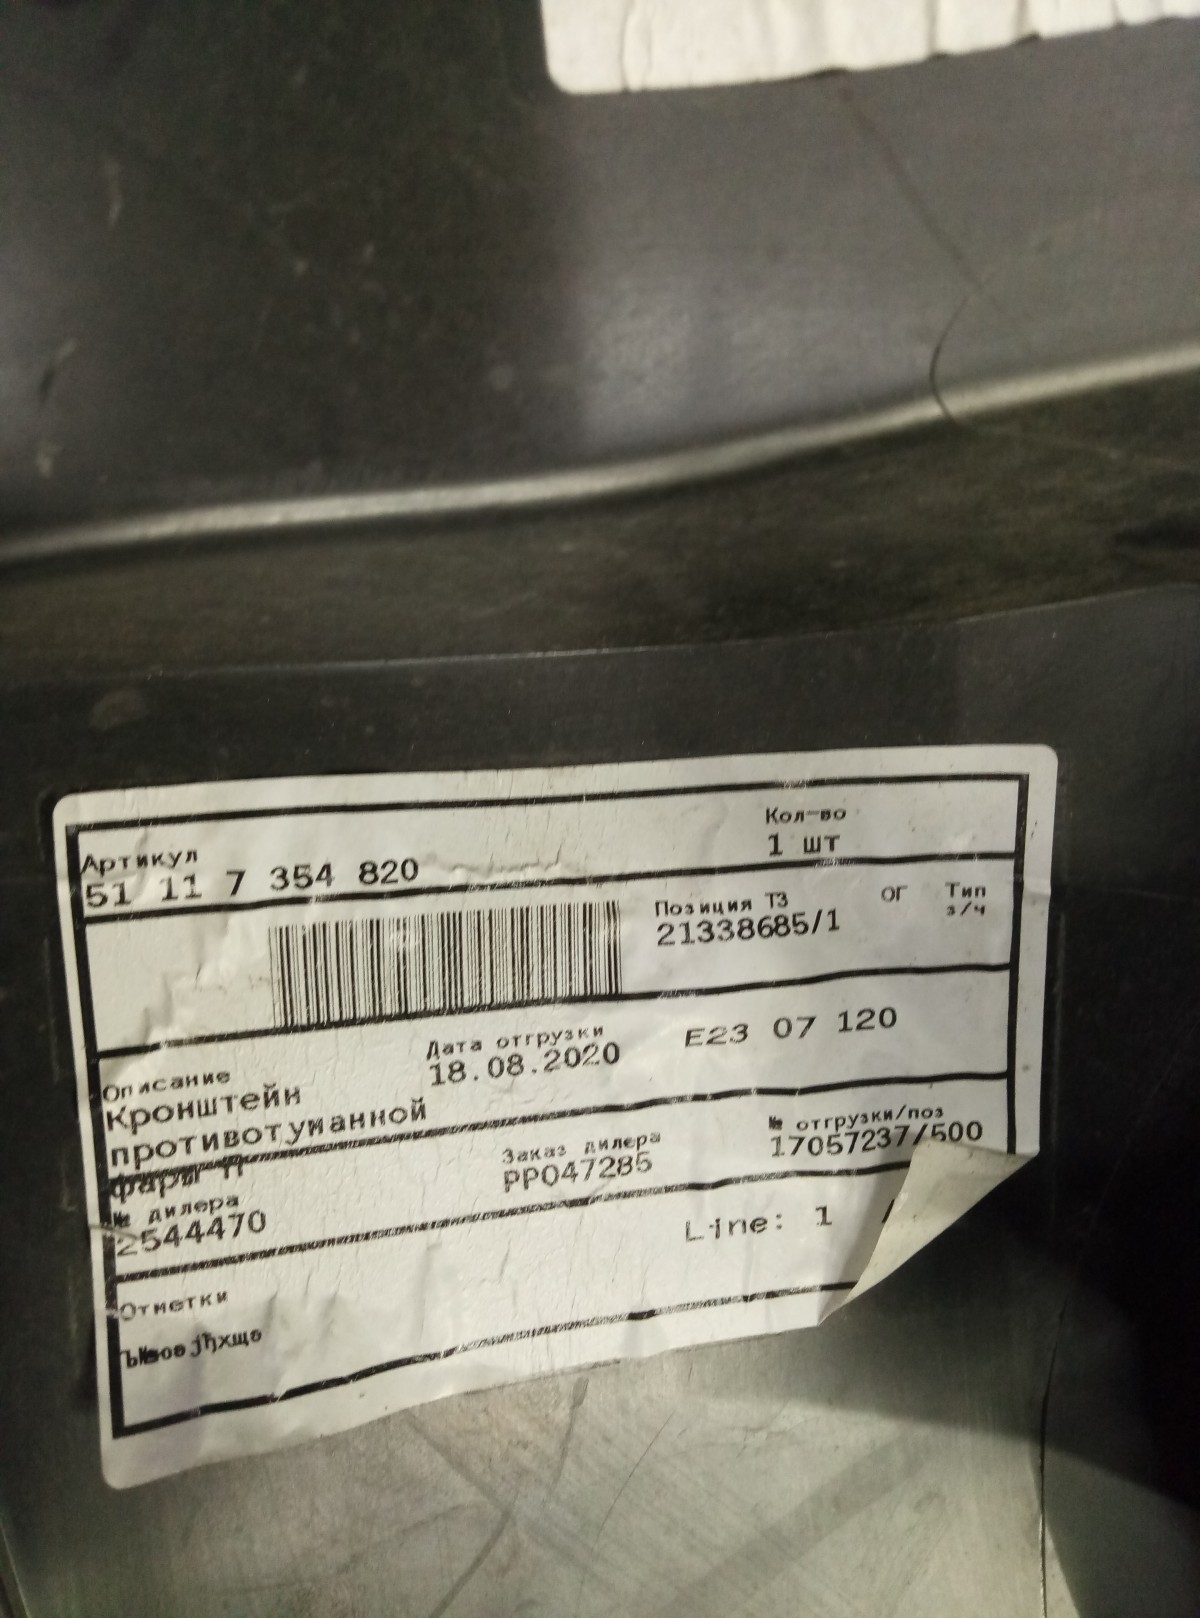 Артикул
51 11 7 354 820
Кол-во
1 шт
Позиция ТЗ
21338685/1
ОГ
Тип
з/ч
Описание
Кронштейн
противотуманной
фары П
Дата отгрузки
18.08.2020
E23 07 120
№ дилера
2544470
Заказ дилера
PP047285
№ отгрузки/поз
17057237/500
Line: 1
Отметки